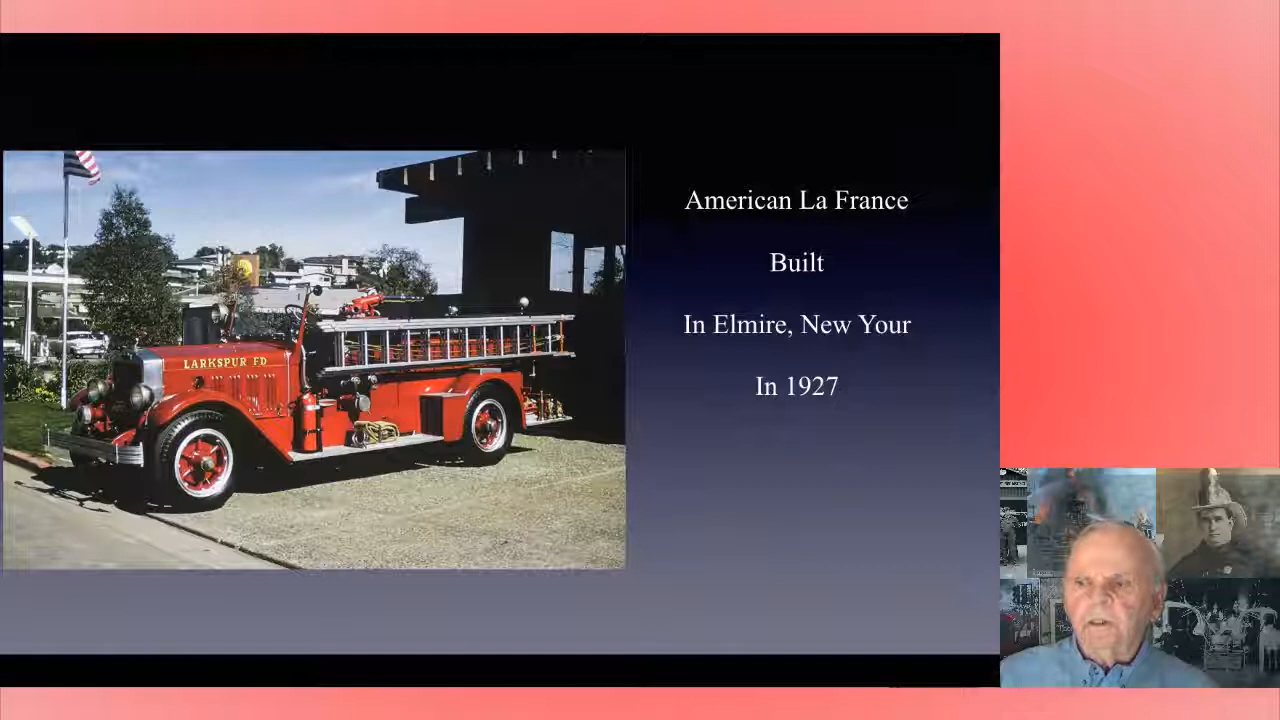 American La France
Built
In Elmire, New Your
In 1927
LARKSPUR FD